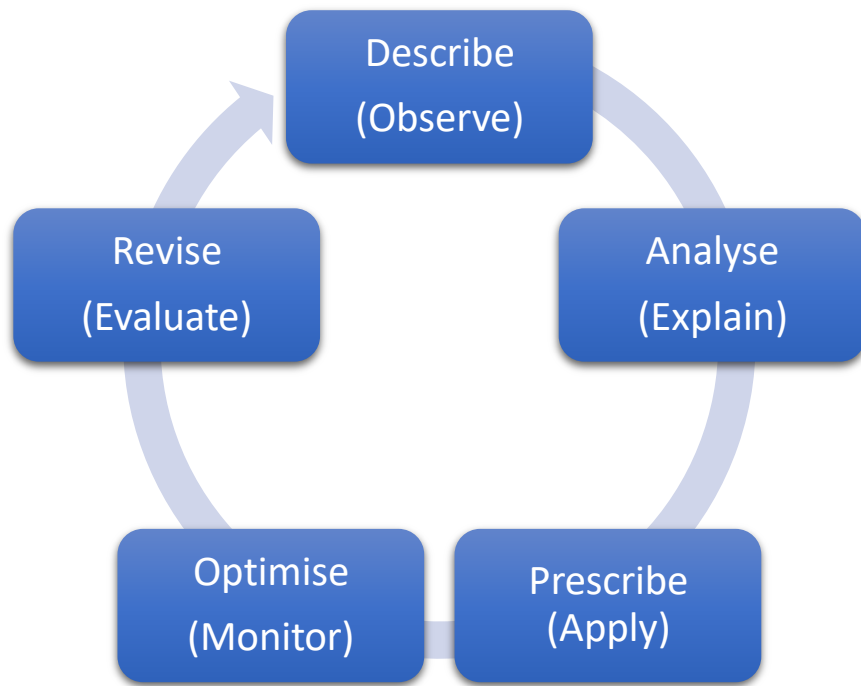 Describe
(Observe)
Analyse
(Explain)
Prescribe
(Apply)
Optimise
(Monitor)
Revise
(Evaluate)